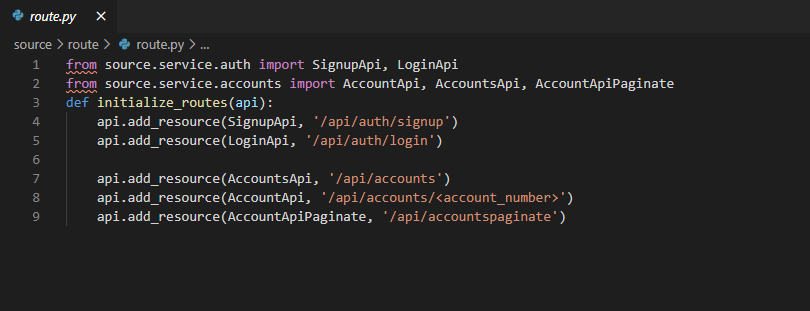 route.py ×
source > route > route.py > ...
1 from source.service.auth import SignupApi, LoginApi
2 from source.service.accounts import AccountApi, AccountsApi, AccountApiPaginate
3 def initialize_routes(api):
4     api.add_resource(SignupApi, '/api/auth/signup')
5     api.add_resource(LoginApi, '/api/auth/login')
6
7     api.add_resource(AccountsApi, '/api/accounts')
8     api.add_resource(AccountApi, '/api/accounts/<account_number>')
9     api.add_resource(AccountApiPaginate, '/api/accountspaginate')